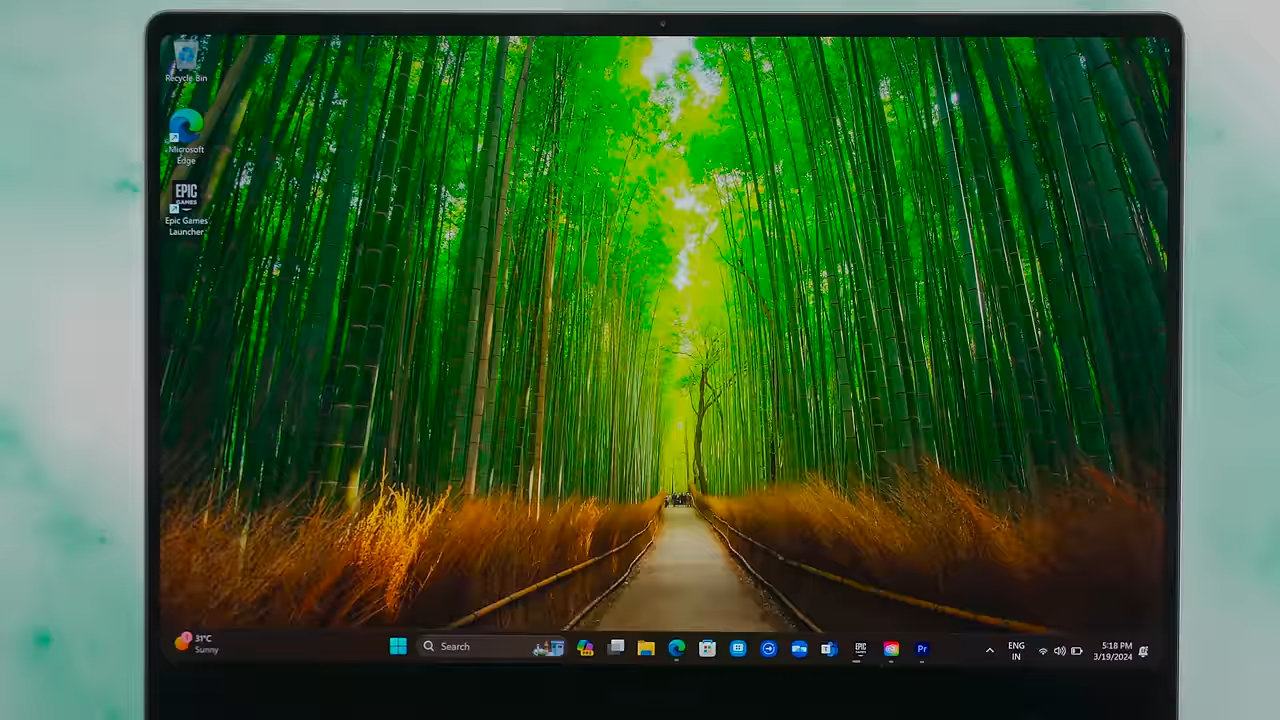 Recycle Bin
Microsoft
Edge
EPIC
GAMES
Epic Games
Launcher
31°C
Sunny
Search
EPIC
Pr
ENG
IN
5:18 PM
3/19/2024